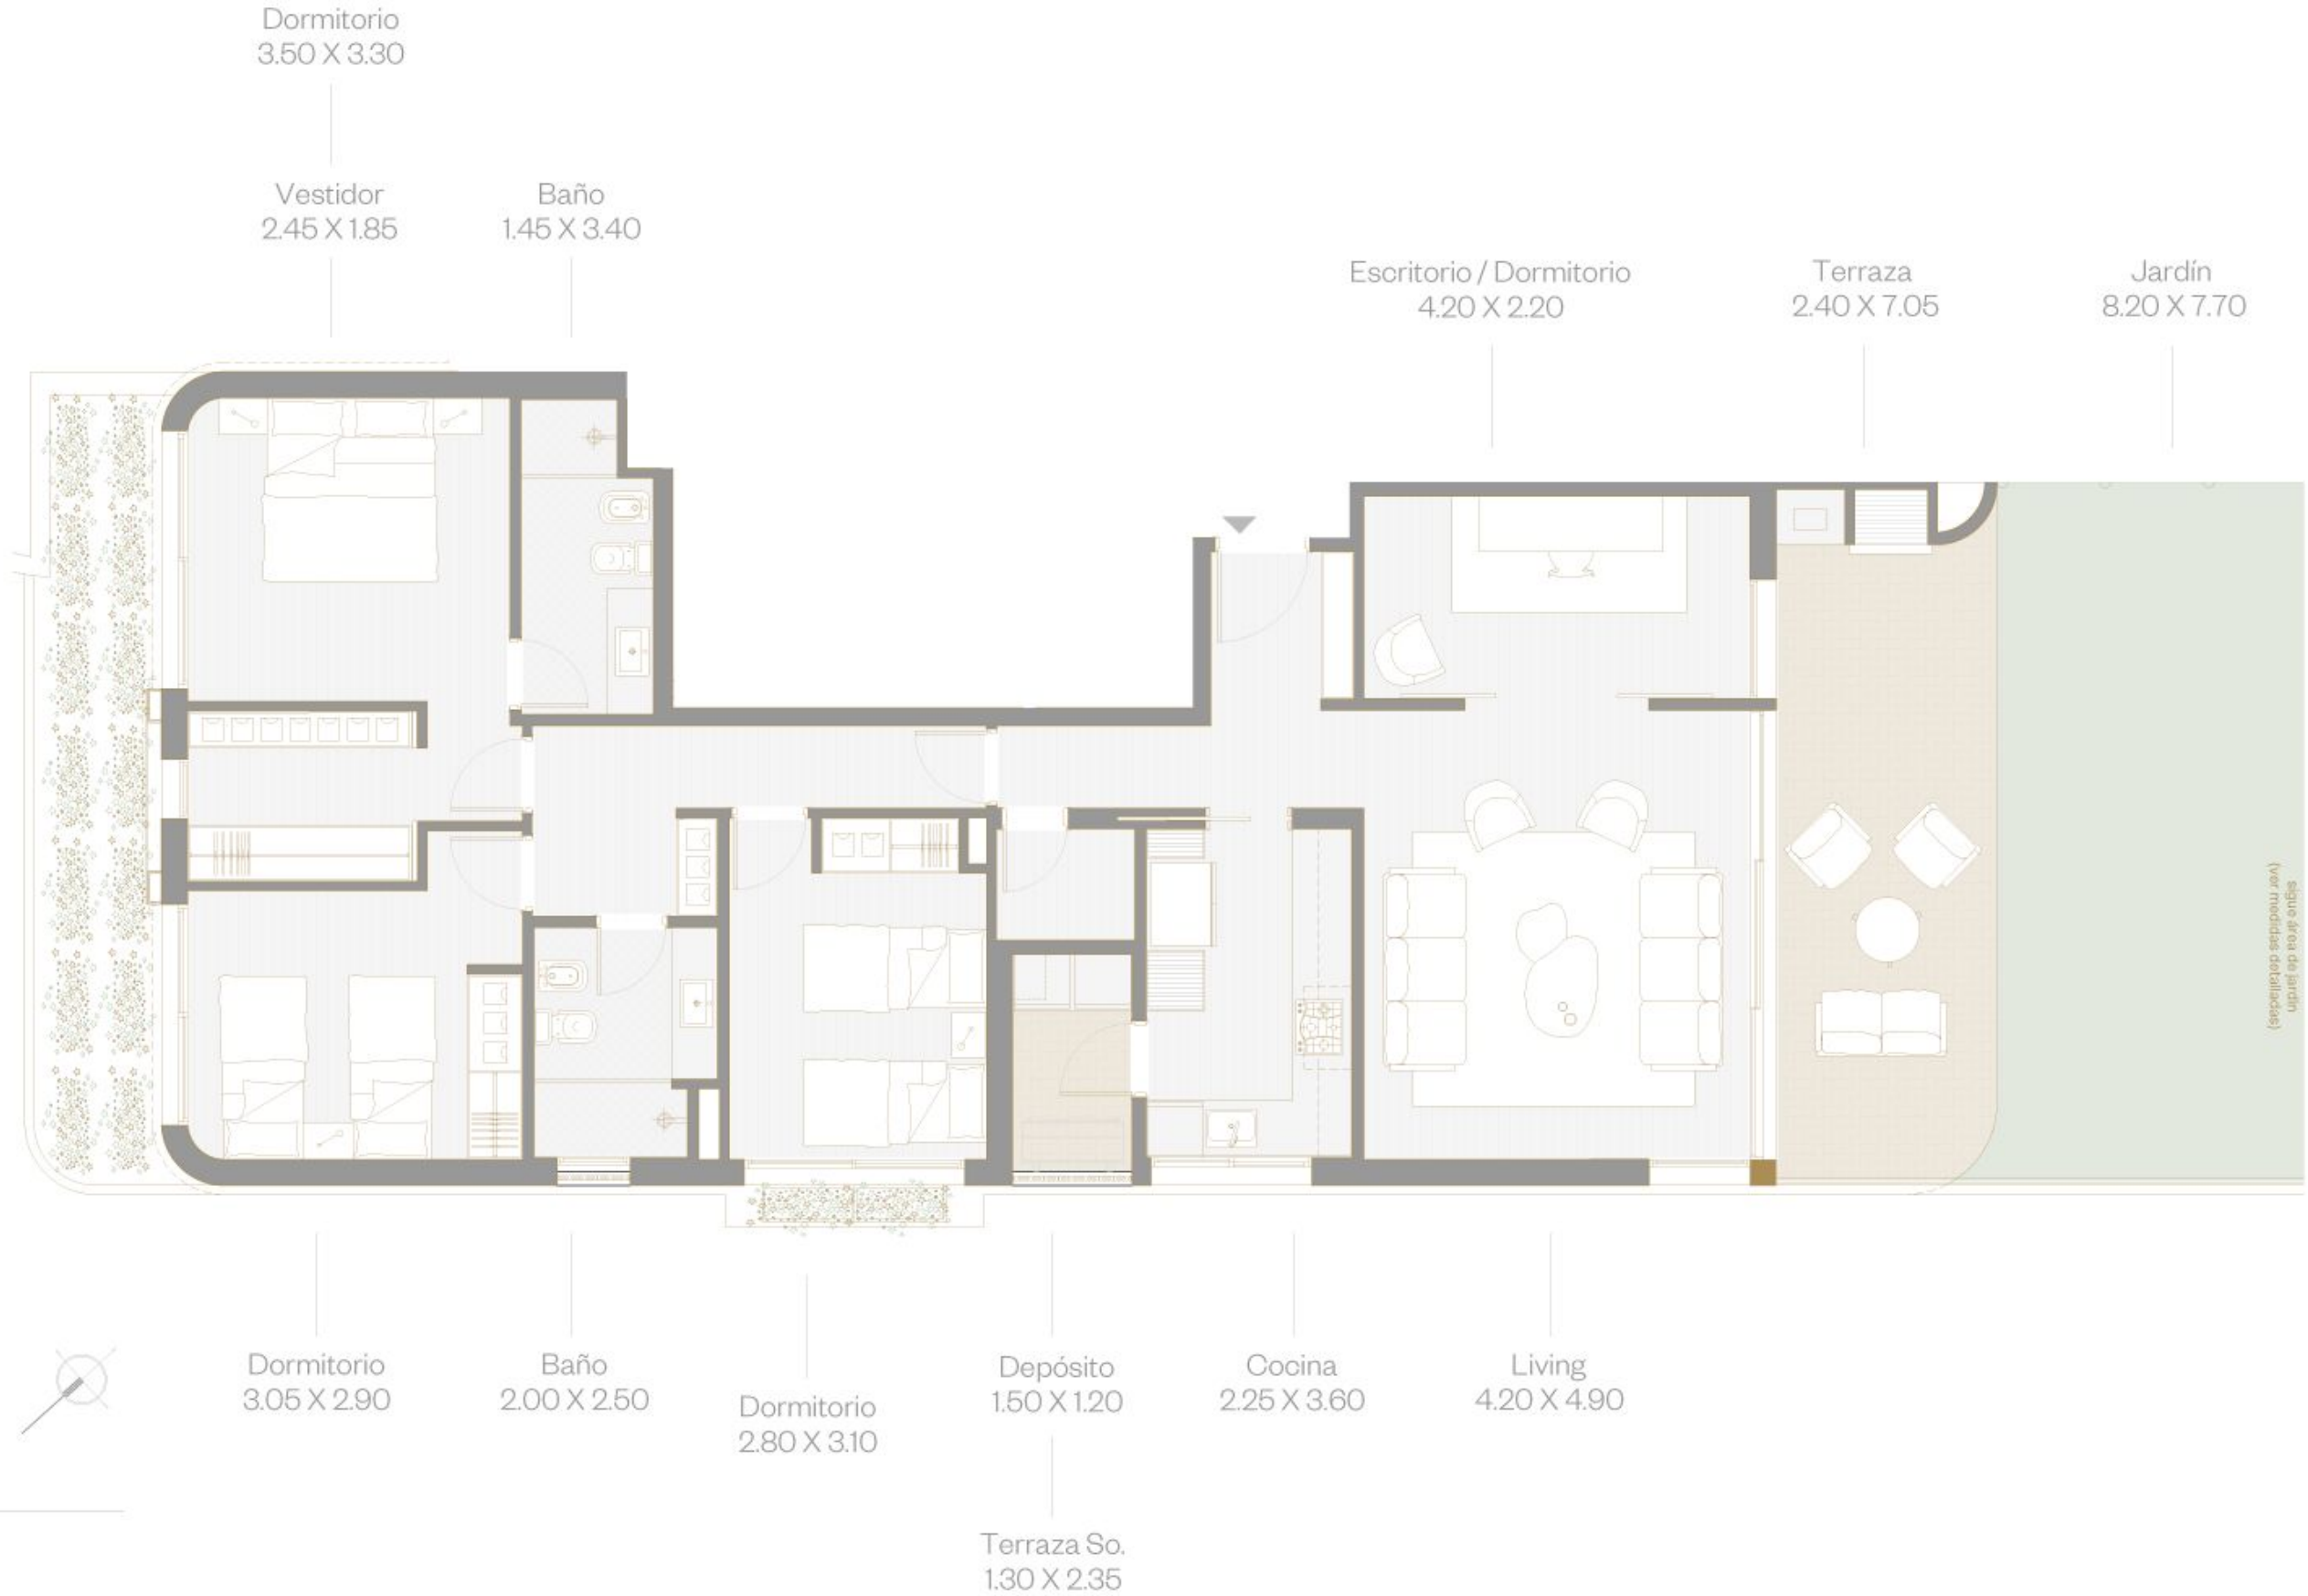 Dormitorio
3.50 X 3.30
Vestidor
2.45 X 1.85
Baño
1.45 X 3.40
Escritorio / Dormitorio
4.20 X 2.20
Terraza
2.40 X 7.05
Jardín
8.20 X 7.70
sigue área de jardín
(ver medidas detalladas)
Dormitorio
3.05 X 2.90
Baño
2.00 X 2.50
Dormitorio
2.80 X 3.10
Depósito
1.50 X 1.20
Cocina
2.25 X 3.60
Living
4.20 X 4.90
Terraza So.
1.30 X 2.35